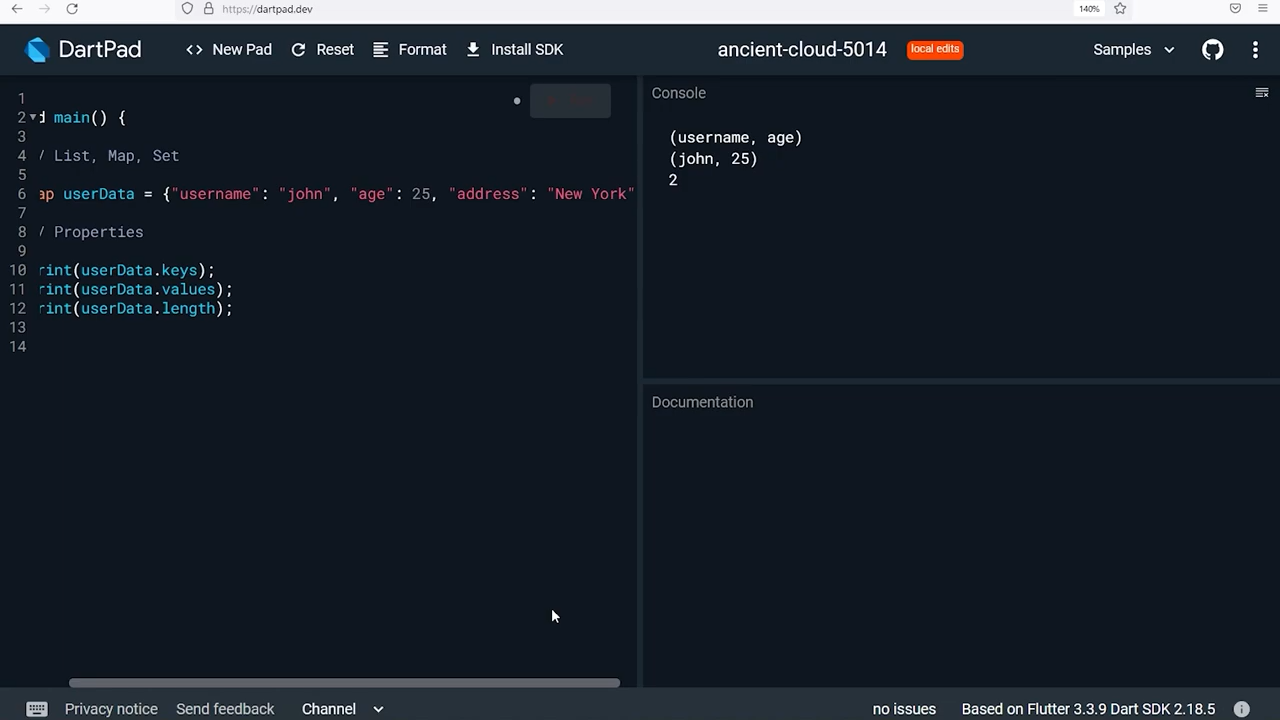 https://dartpad.dev
140%
DartPad
<> New Pad
Reset
Format
Install SDK
ancient-cloud-5014
local edits
Samples
1
2 d main() {
3
4 / List, Map, Set
5
6 ap userData = {"username": "john", "age": 25, "address": "New York"
7
8 / Properties
9
10 rint(userData.keys);
11 rint(userData.values);
12 rint(userData.length);
13
14
Console
(username, age)
(john, 25)
2
Documentation
Privacy notice
Send feedback
Channel
no issues
Based on Flutter 3.3.9 Dart SDK 2.18.5